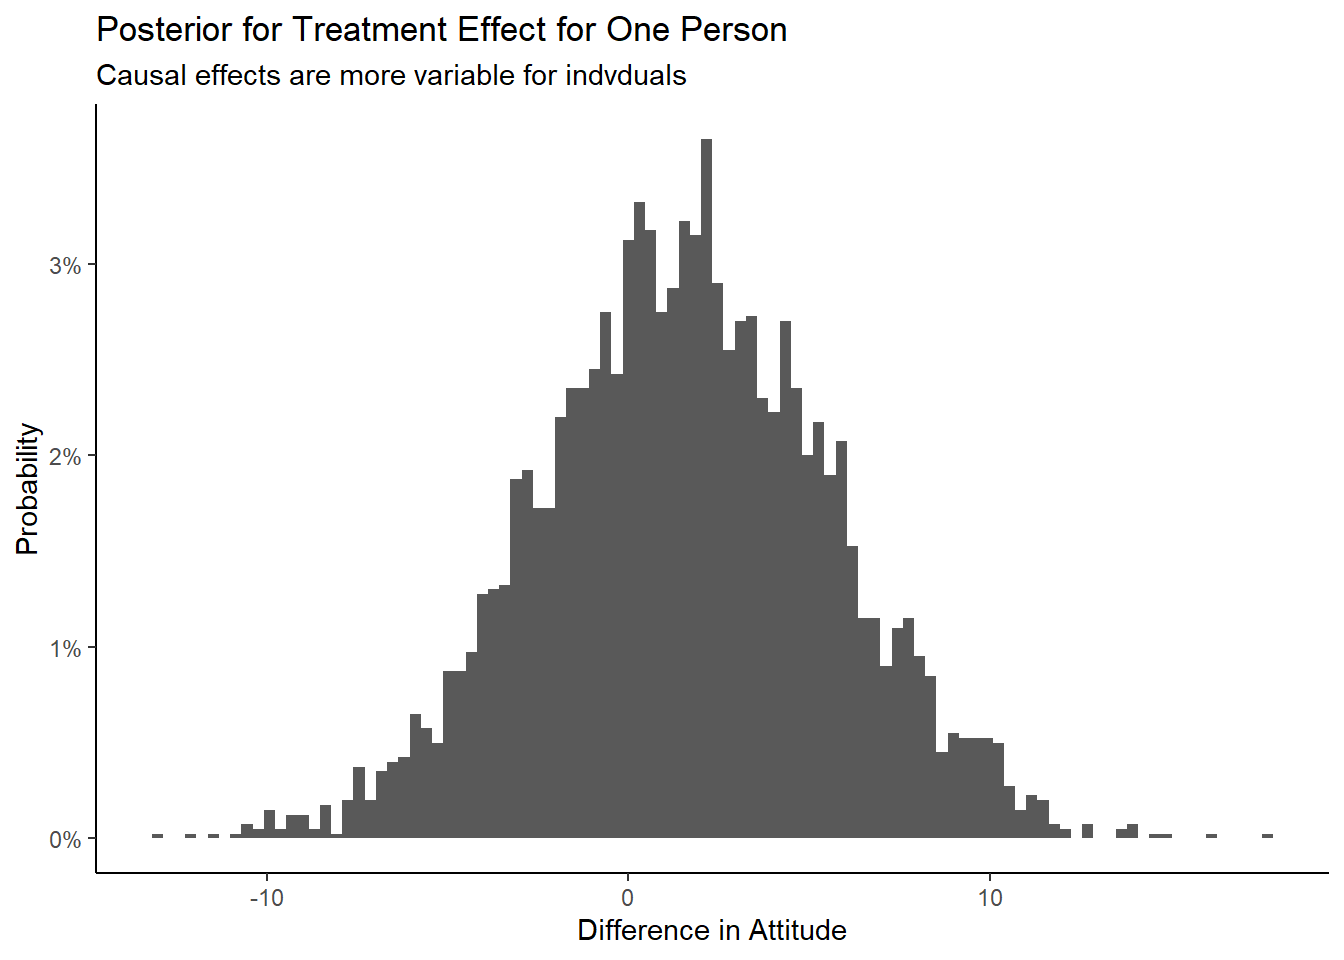 Posterior for Treatment Effect for One Person
Causal effects are more variable for indvduals
3%
2%
1%
0%
Probability
-10
0
10
Difference in Attitude